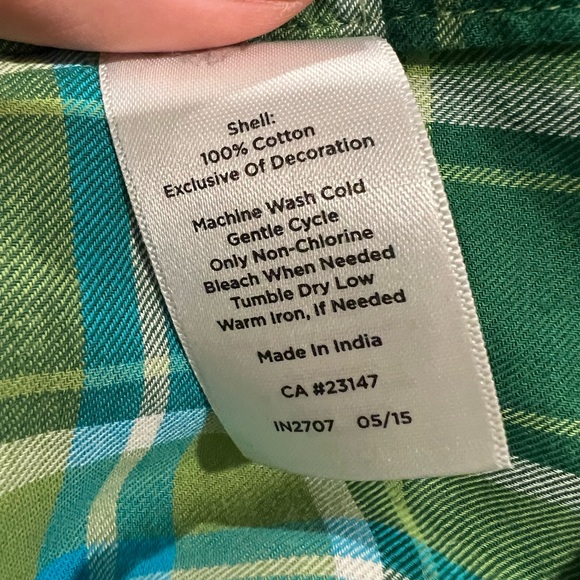 Shell:
100% Cotton
Exclusive Of Decoration
Machine Wash Cold
Gentle Cycle
Only Non-Chlorine
Bleach When Needed
Tumble Dry Low
Warm Iron, If Needed
Made In India
CA #23147
IN2707 05/15